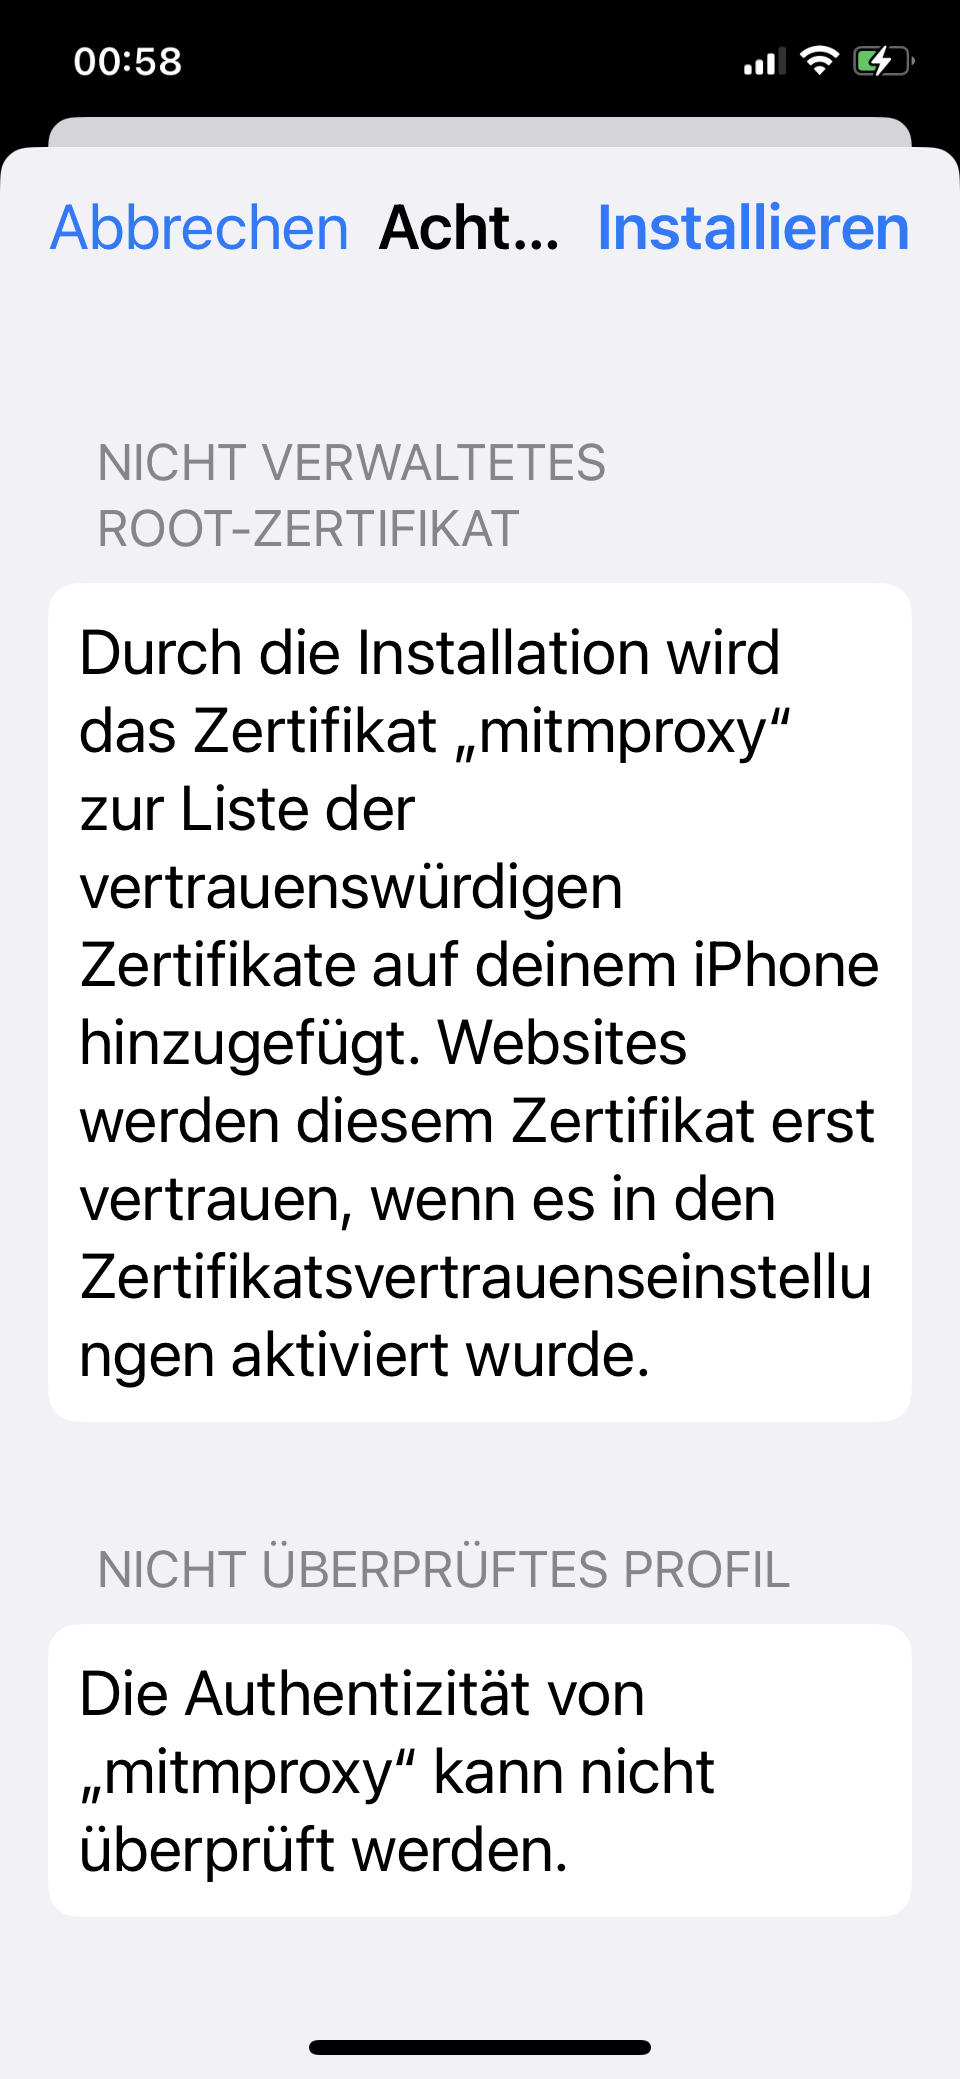 00:58
Abbrechen Acht... Installieren
NICHT VERWALTETES
ROOT-ZERTIFIKAT
Durch die Installation wird
das Zertifikat „mitmproxy“
zur Liste der
vertrauenswürdigen
Zertifikate auf deinem iPhone
hinzugefügt. Websites
werden diesem Zertifikat erst
vertrauen, wenn es in den
Zertifikatsvertrauenseinstellu
ngen aktiviert wurde.
NICHT ÜBERPRÜFTES PROFIL
Die Authentizität von
„mitmproxy“ kann nicht
überprüft werden.